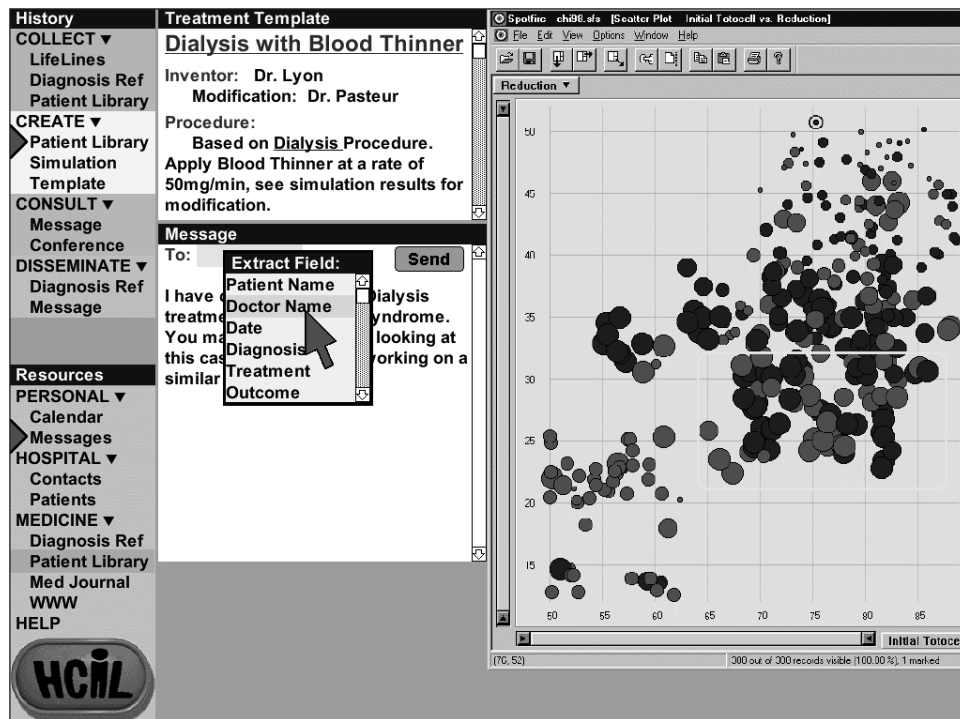 History
COLLECT ▼
LifeLines
Diagnosis Ref
Patient Library
CREATE ▼
Patient Library
Simulation
Template
CONSULT ▼
Message
Conference
DISSEMINATE ▼
Diagnosis Ref
Message
Resources
PERSONAL ▼
Calendar
Messages
HOSPITAL ▼
Contacts
Patients
MEDICINE ▼
Diagnosis Ref
Patient Library
Med Journal
WWW
HELP
HCIL
Treatment Template
Dialysis with Blood Thinner
Inventor: Dr. Lyon
Modification: Dr. Pasteur
Procedure:
Based on Dialysis Procedure.
Apply Blood Thinner at a rate of
50mg/min, see simulation results for
modification.
Message
To:
Send
I have Dialysis
treatme yndrome.
You ma looking at
this cas working on a
similar
Extract Field:
Patient Name
Doctor Name
Date
Diagnosis
Treatment
Outcome
Spotfire chi98.sfs [Scatter Plot Initial Totocell vs. Reduction]
File Edit View Options Window Help
Reduction ▼
50
45
40
35
30
25
20
15
50 55 60 65 70 75 80 85
Initial Totoce
(76, 52)
300 out of 300 records visible (100.00 %), 1 marked